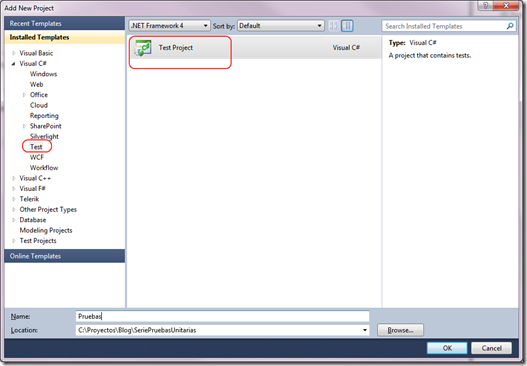 Add New Project
Recent Templates
.NET Framework 4
Sort by: Default
Search Installed Templates
Installed Templates
Visual Basic
Visual C#
Windows
Web
Office
Cloud
Reporting
SharePoint
Silverlight
Test
WCF
Workflow
Visual C++
Visual F#
Telerik
Other Project Types
Database
Modeling Projects
Test Projects
Online Templates
Test Project Visual C#
Type: Visual C#
A project that contains tests.
Name: Pruebas
Location: C:\Proyectos\Blog\SeriePruebasUnitarias
Browse...
OK Cancel